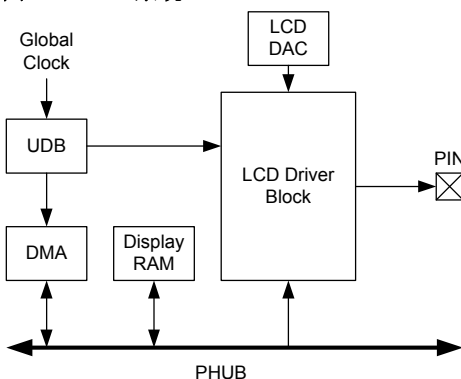 Global
Clock
LCD
DAC
UDB
LCD Driver
Block
PIN
DMA
Display
RAM
PHUB